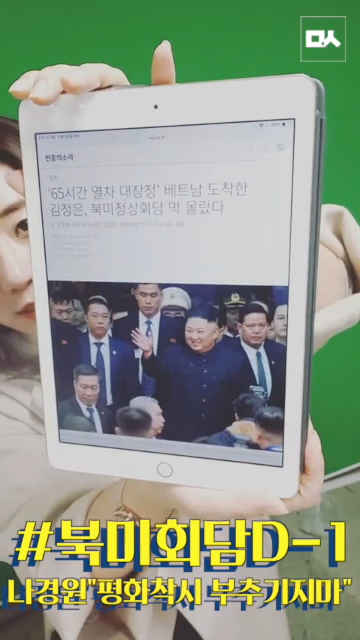 민중의소리
'65시간 열차 대장정' 베트남 도착한
김정은, 북미정상회담 막 올랐다
#북미회담D-1
나경원"평화착시 부추기지마"